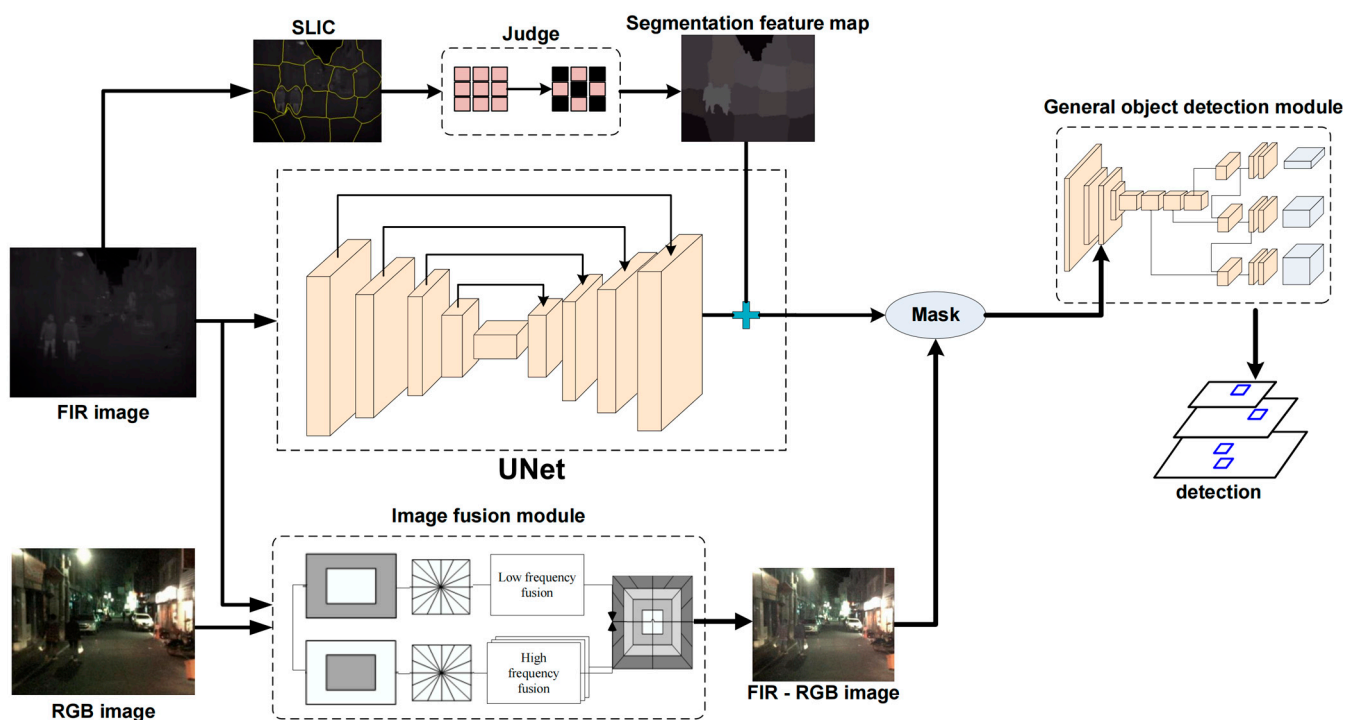 SLIC
Judge
Segmentation feature map
General object detection module
Mask
FIR image
UNet
detection
Image fusion module
Low frequency
fusion
High
frequency
fusion
FIR - RGB image
RGB image